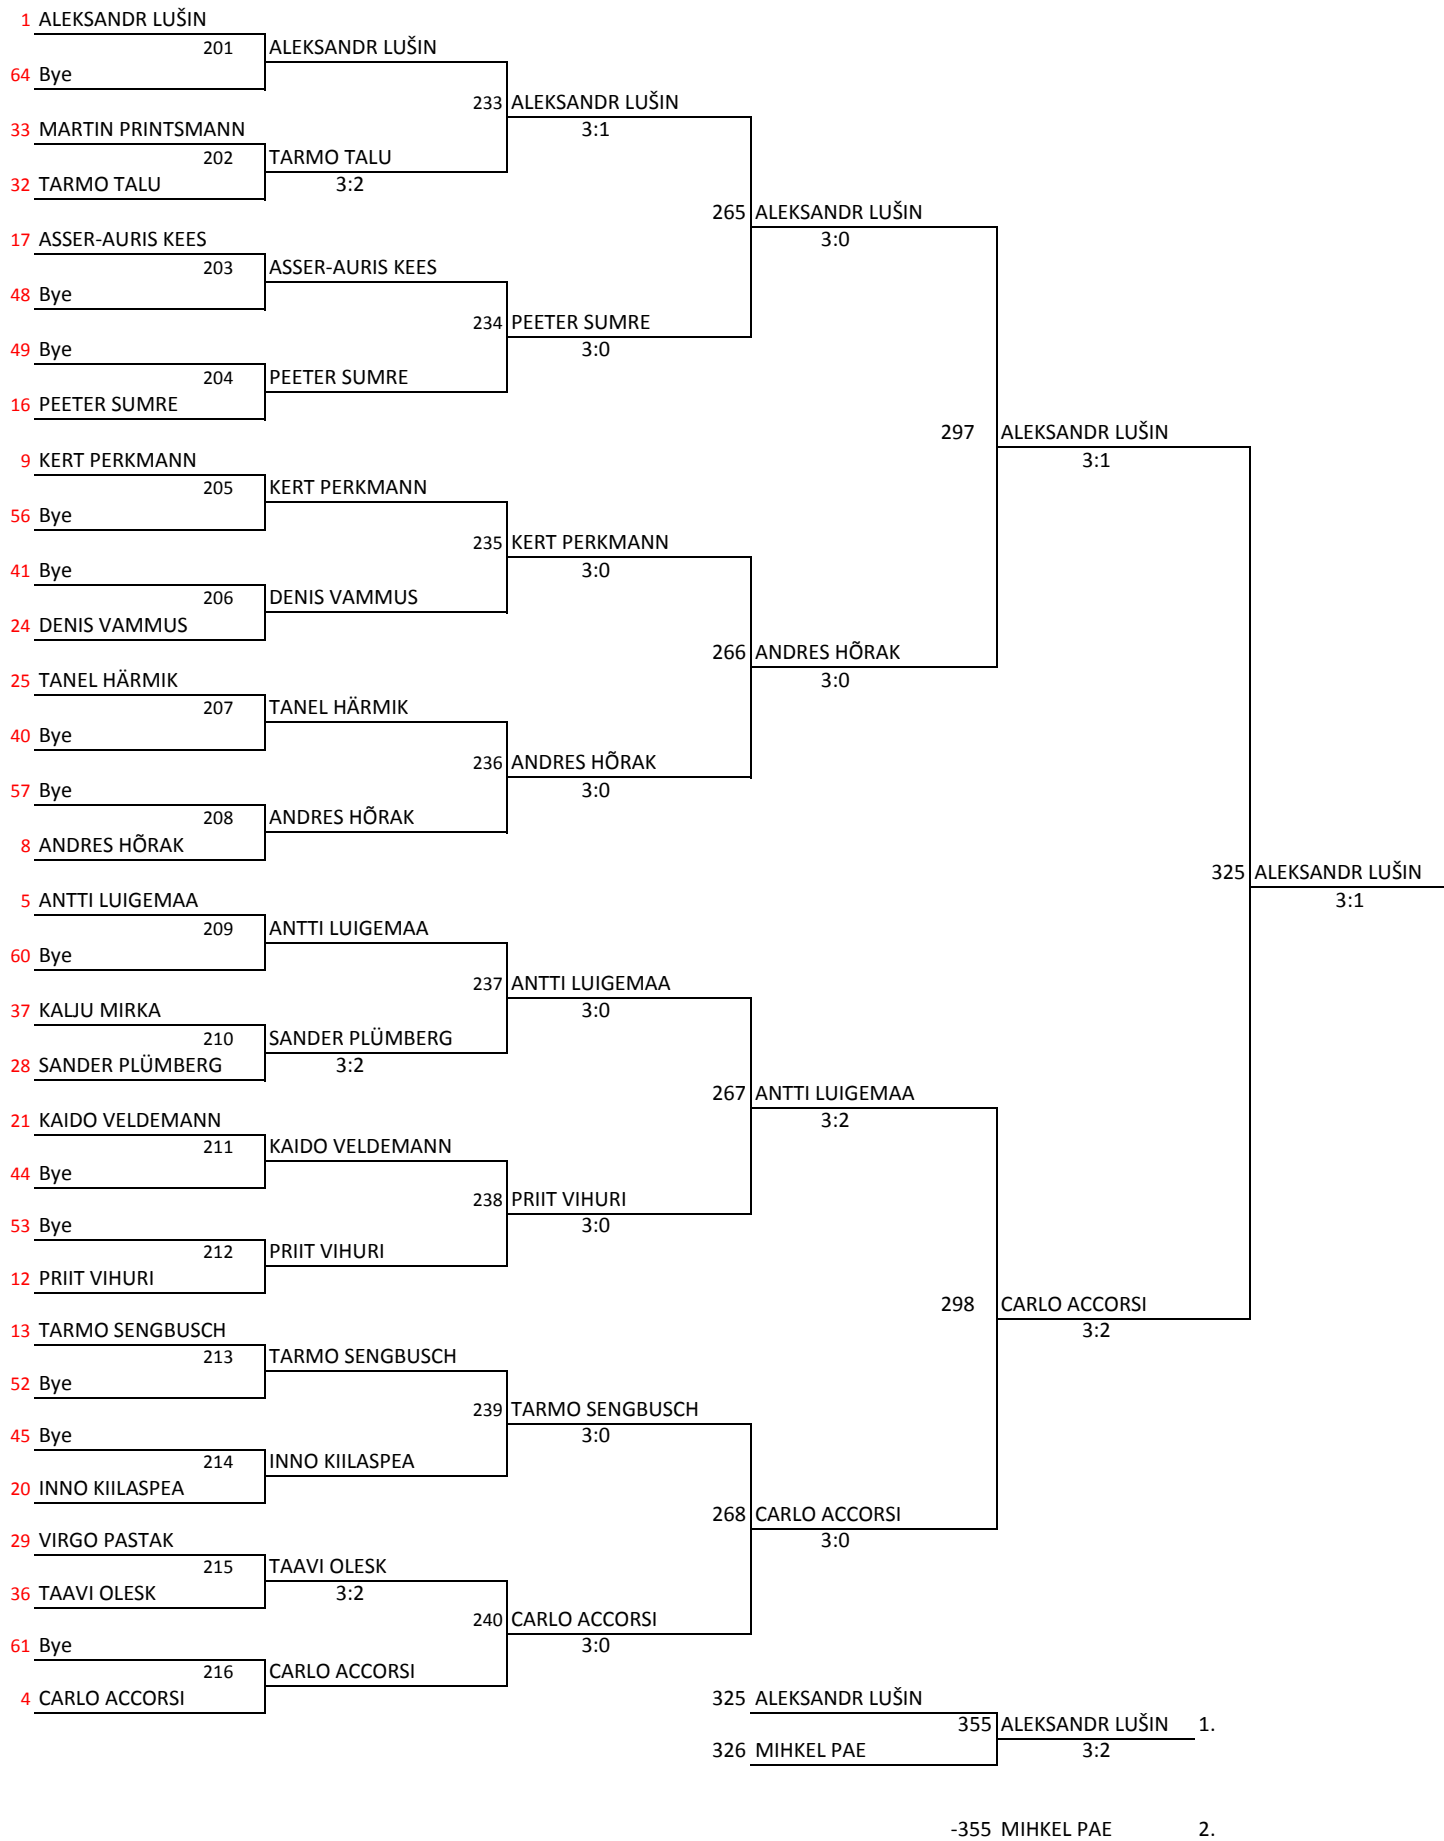 1 ALEKSANDR LUŠIN
201 ALEKSANDR LUŠIN
64 Bye
233 ALEKSANDR LUŠIN
33 MARTIN PRINTSMANN 3:1
202 TARMO TALU
32 TARMO TALU 3:2
265 ALEKSANDR LUŠIN
17 ASSER-AURIS KEES 3:0
203 ASSER-AURIS KEES
48 Bye
234 PEETER SUMRE
49 Bye 3:0
204 PEETER SUMRE
16 PEETER SUMRE
297 ALEKSANDR LUŠIN
9 KERT PERKMANN 3:1
205 KERT PERKMANN
56 Bye
235 KERT PERKMANN
41 Bye 3:0
206 DENIS VAMMUS
24 DENIS VAMMUS
266 ANDRES HÕRAK
25 TANEL HÄRMIK 3:0
207 TANEL HÄRMIK
40 Bye
236 ANDRES HÕRAK
57 Bye 3:0
208 ANDRES HÕRAK
8 ANDRES HÕRAK
325 ALEKSANDR LUŠIN
5 ANTTI LUIGEMAA 3:1
209 ANTTI LUIGEMAA
60 Bye
237 ANTTI LUIGEMAA
37 KALJU MIRKA 3:0
210 SANDER PLÜMBERG
28 SANDER PLÜMBERG 3:2
267 ANTTI LUIGEMAA
21 KAIDO VELDEMANN 3:2
211 KAIDO VELDEMANN
44 Bye
238 PRIIT VIHURI
53 Bye 3:0
212 PRIIT VIHURI
12 PRIIT VIHURI
298 CARLO ACCORSI
13 TARMO SENGBUSCH 3:2
213 TARMO SENGBUSCH
52 Bye
239 TARMO SENGBUSCH
45 Bye 3:0
214 INNO KIILASPEA
20 INNO KIILASPEA
268 CARLO ACCORSI
29 VIRGO PASTAK 3:0
215 TAAVI OLESK
36 TAAVI OLESK 3:2
240 CARLO ACCORSI
61 Bye 3:0
216 CARLO ACCORSI
4 CARLO ACCORSI 325 ALEKSANDR LUŠIN
355 ALEKSANDR LUŠIN 1.
326 MIHKEL PAE 3:2
-355 MIHKEL PAE 2.